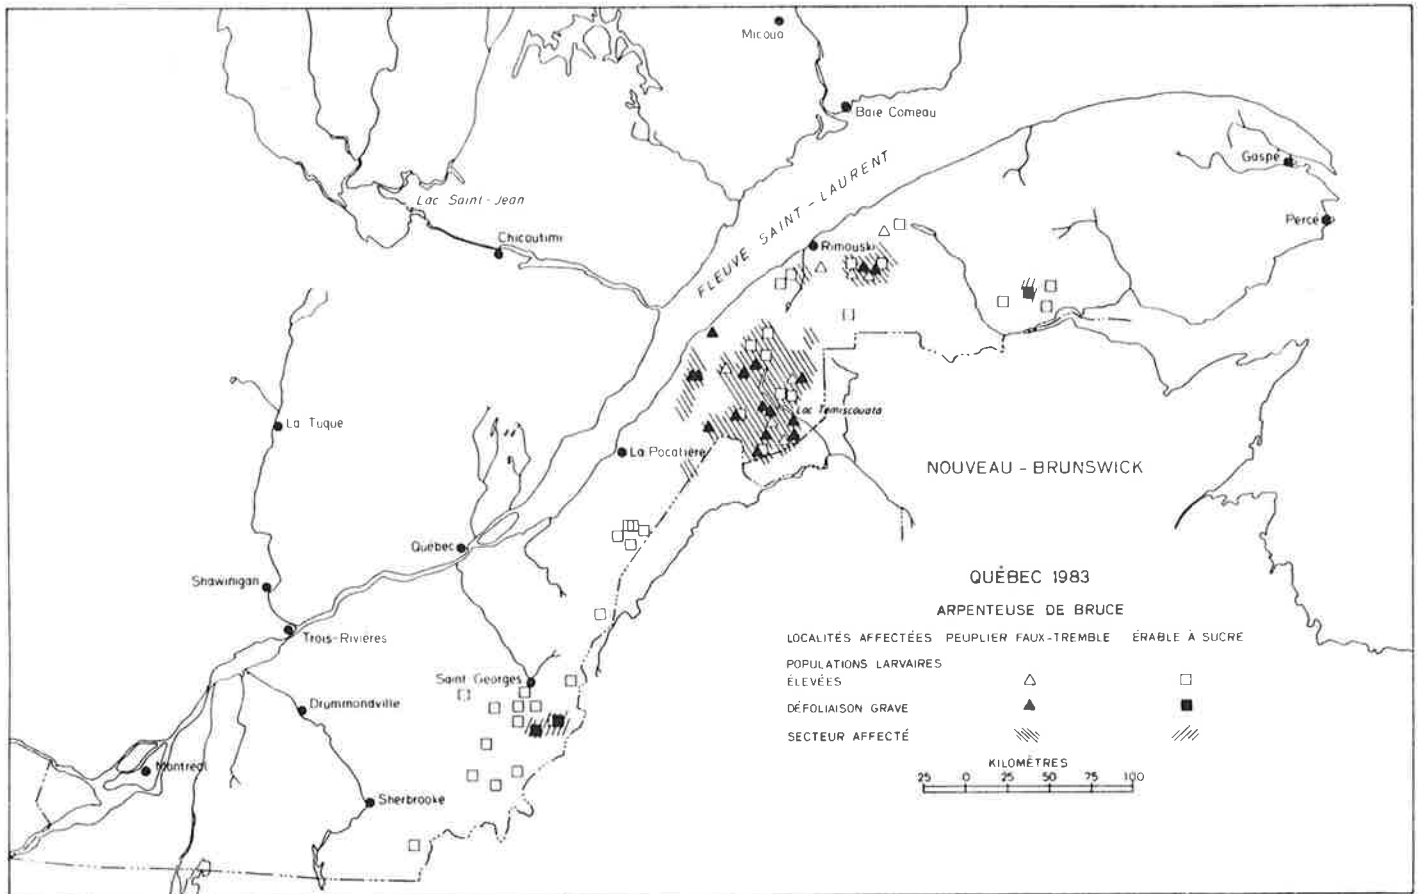 Micoua
Baie Comeau
Gaspé
Percé
Lac Saint-Jean
Chicoutimi
FLEUVE SAINT-LAURENT
Rimouski
La Tuque
Lac Témiscouata
La Pocatière
NOUVEAU-BRUNSWICK
Québec
Shawinigan
Trois-Rivières
Saint Georges
Drummondville
Montréal
Sherbrooke
QUÉBEC 1983
ARPENTEUSE DE BRUCE
LOCALITÉS AFFECTÉES PEUPLIER FAUX-TREMBLE ÉRABLE À SUCRE
POPULATIONS LARVAIRES
ÉLEVÉES
DÉFOLIAISON GRAVE
SECTEUR AFFECTÉ
KILOMÈTRES
25 0 25 50 75 100